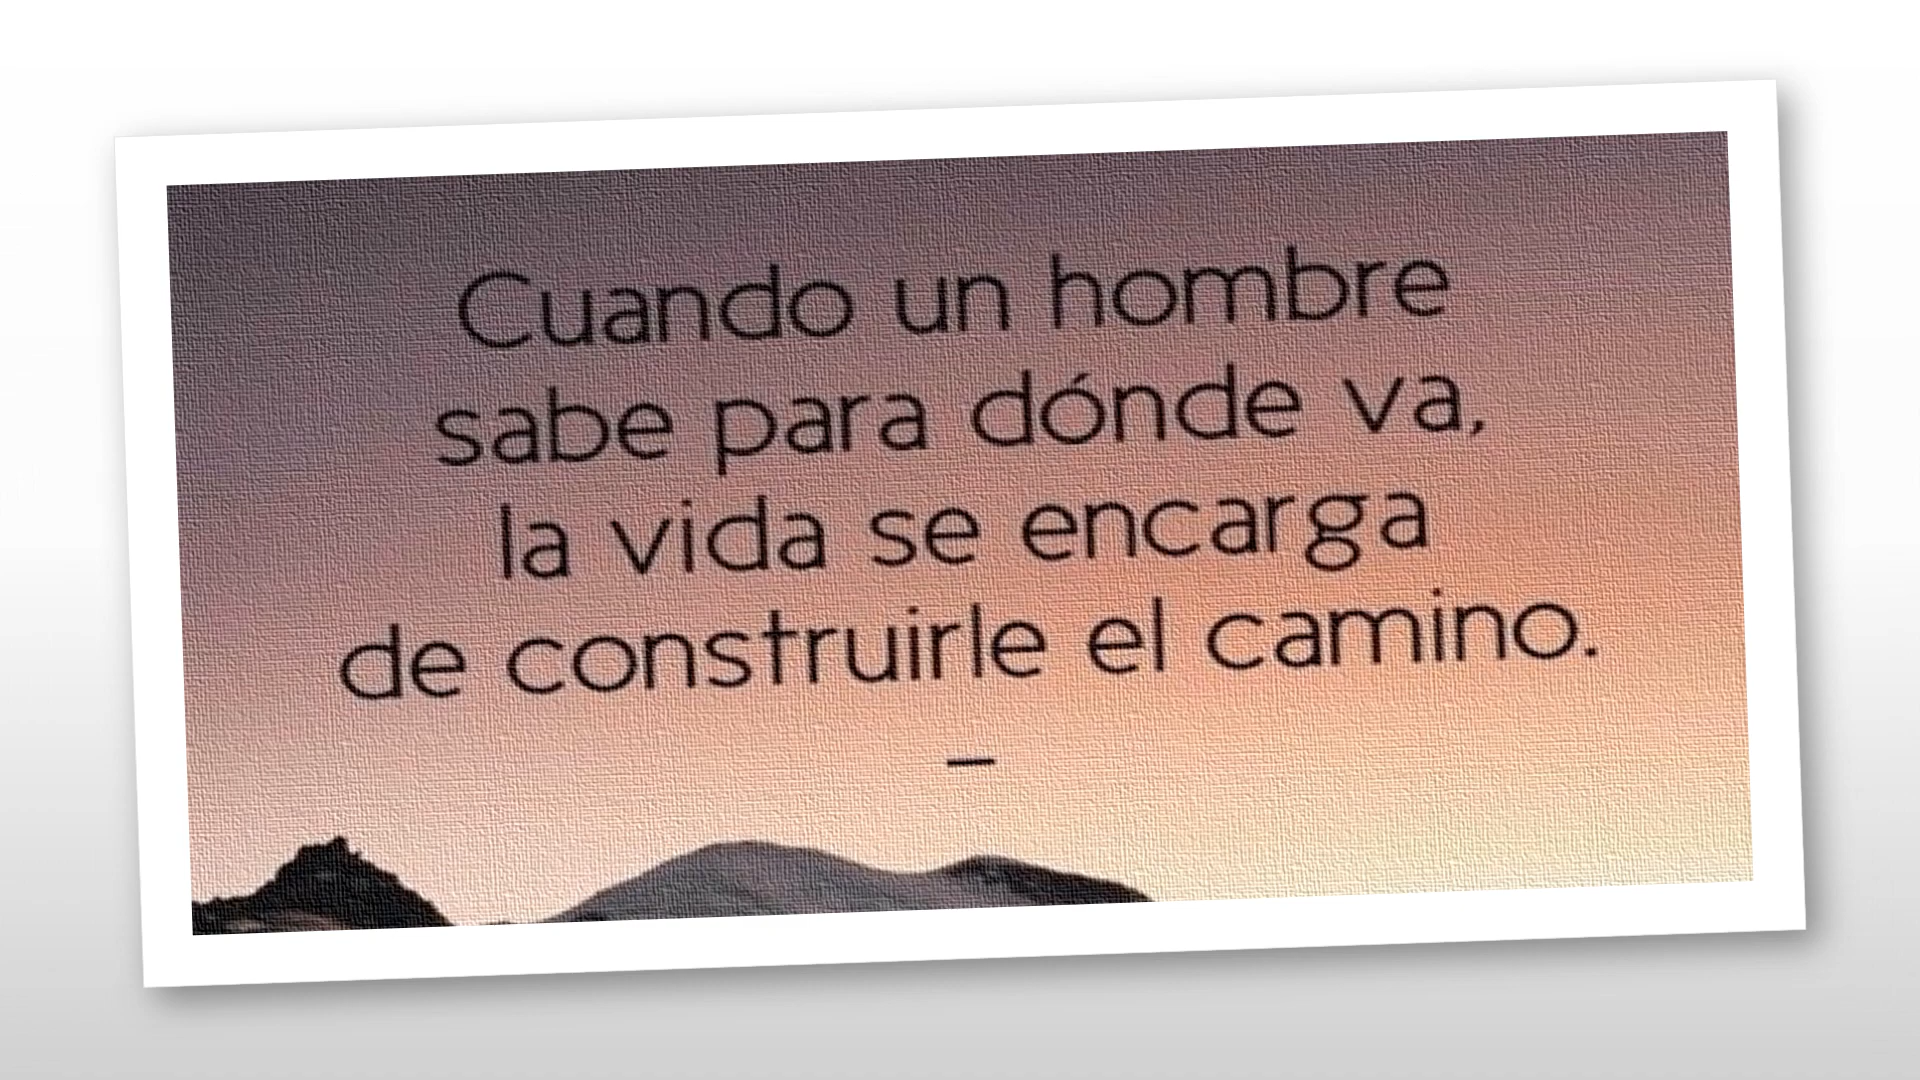 Cuando un hombre
sabe para dónde va,
la vida se encarga
de construirle el camino.
–